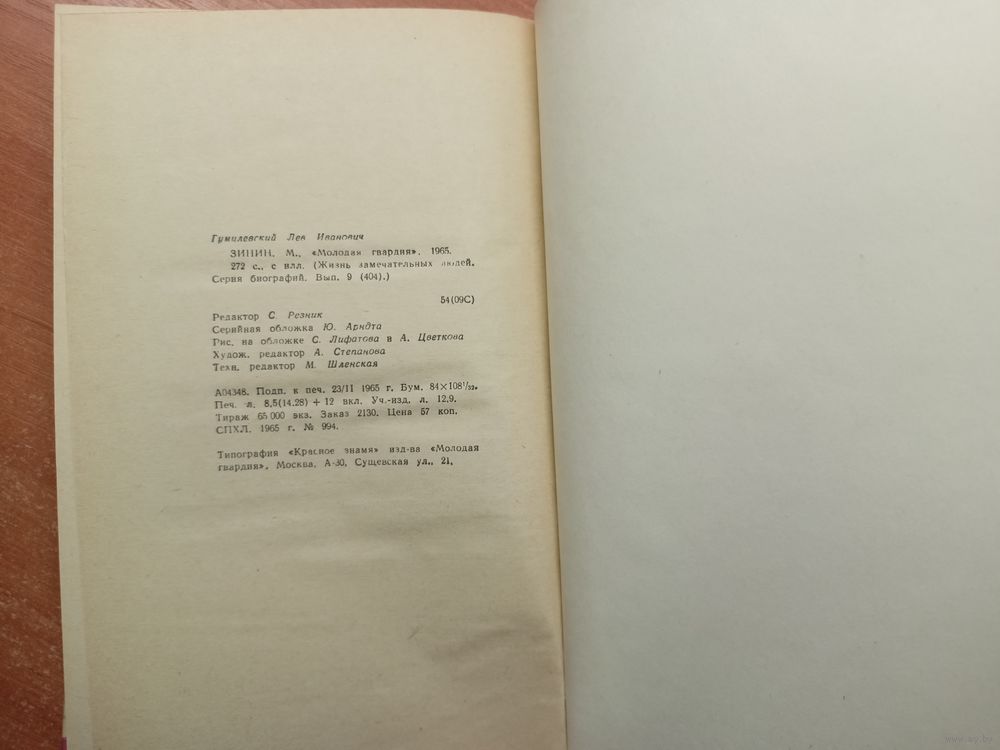 Гумилевский Лев Иванович
ЗИНИН. М., «Молодая гвардия», 1965.
272 с., с илл. (Жизнь замечательных людей.
Серия биографий. Вып. 9 (404).)
54(09С)
Редактор С. Резник
Серийная обложка Ю. Арндта
Рис. на обложке С. Лифатова и А. Цветкова
Худож. редактор А. Степанова
Техн. редактор М. Шленская
А04348. Подп. к печ. 23/II 1965 г. Бум. 84×108¹/₃₂.
Печ. л. 8,5(14.28) + 12 вкл. Уч.-изд. л. 12,9.
Тираж 65 000 экз. Заказ 2130. Цена 57 коп.
СПХЛ. 1965 г. № 994.
Типография «Красное знамя» изд-ва «Молодая
гвардия». Москва, А-30, Сущевская ул., 21.
www.ay.by